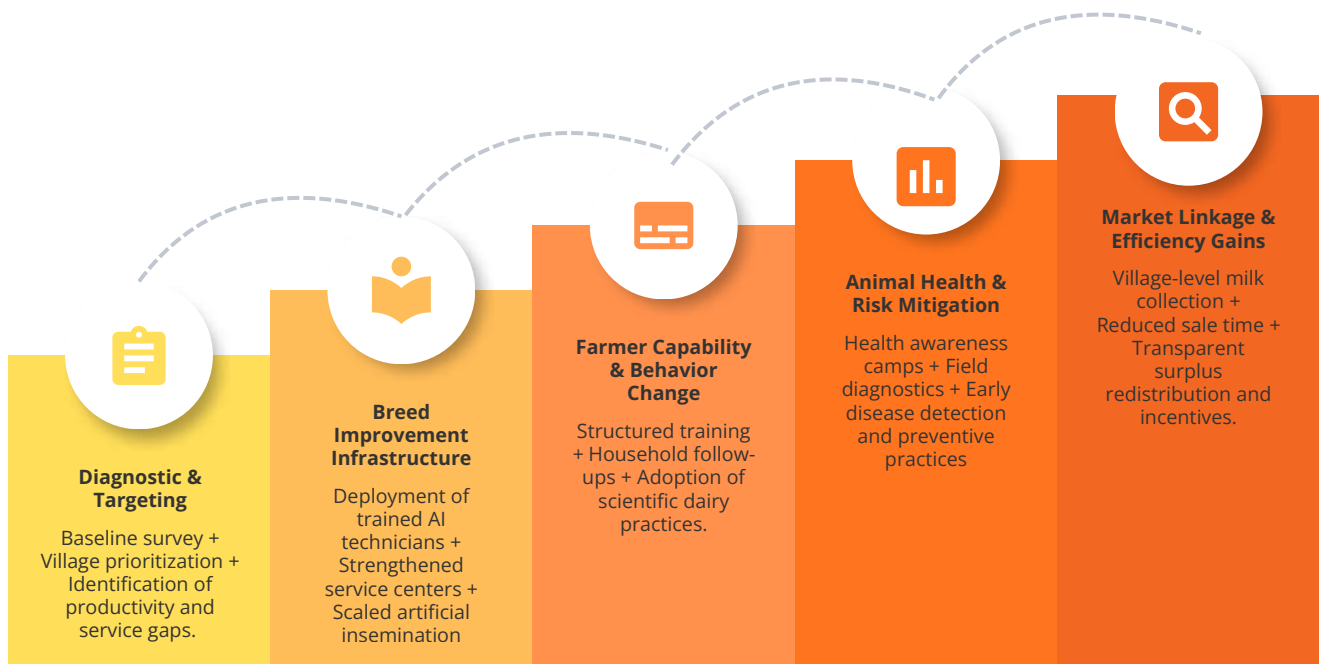 Diagnostic &
Targeting
Baseline survey +
Village prioritization +
Identification of
productivity and
service gaps.
Breed
Improvement
Infrastructure
Deployment of
trained AI
technicians +
Strengthened
service centers +
Scaled artificial
insemination
Farmer Capability
& Behavior
Change
Structured training
+ Household follow-
ups + Adoption of
scientific dairy
practices.
Animal Health &
Risk Mitigation
Health awareness
camps + Field
diagnostics + Early
disease detection
and preventive
practices
Market Linkage &
Efficiency Gains
Village-level milk
collection +
Reduced sale time +
Transparent
surplus
redistribution and
incentives.